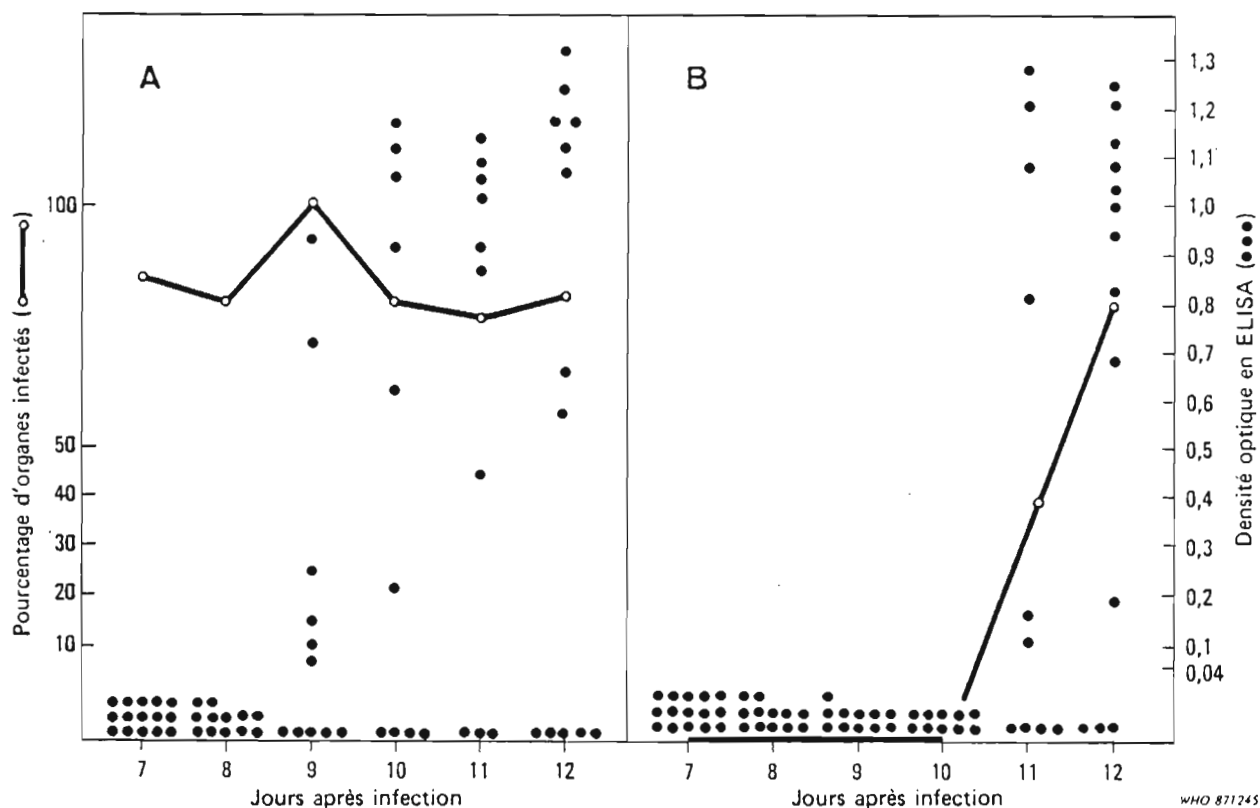 A
B
Pourcentage d'organes infectés (o—o)
100
50
40
30
20
10
7 8 9 10 11 12
Jours après infection
7 8 9 10 11 12
Jours après infection
1,3
1,2
1,1
1,0
0,9
0,8
0,7
0,6
0,5
0,4
0,3
0,2
0,1
0,04
Densité optique en ELISA (•••)
WHO 871245